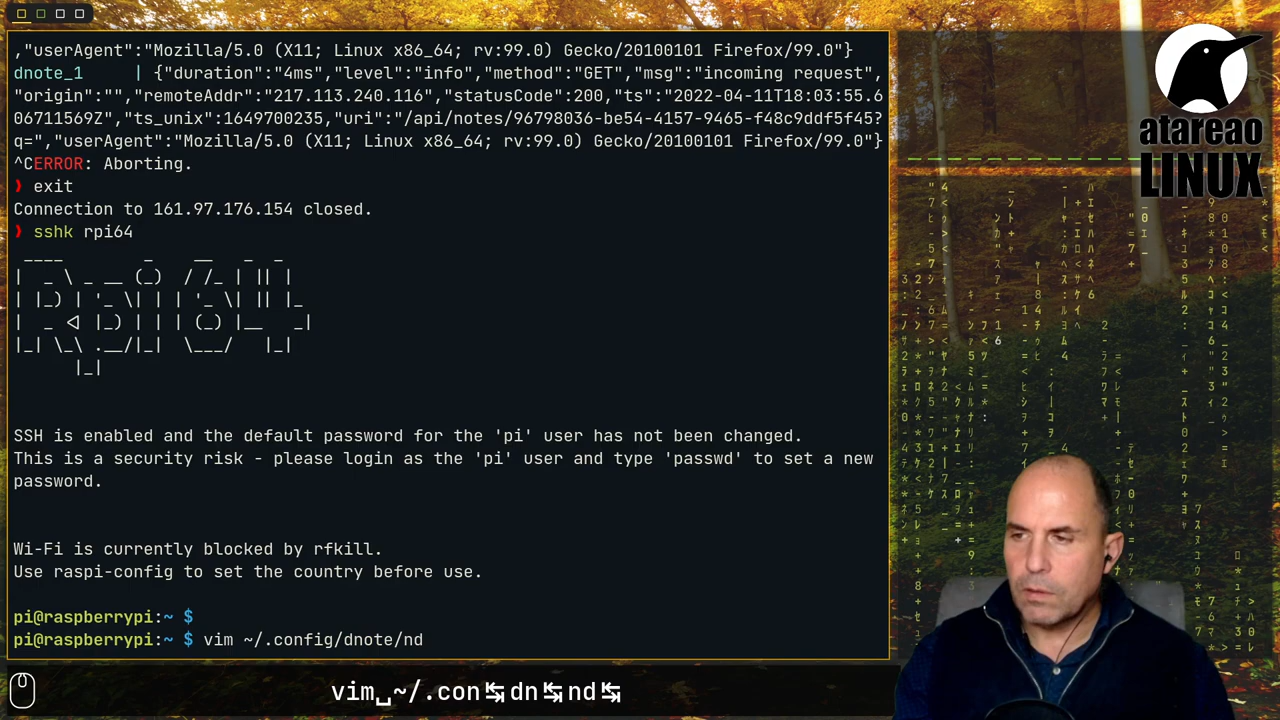 ,"userAgent":"Mozilla/5.0 (X11; Linux x86_64; rv:99.0) Gecko/20100101 Firefox/99.0"}
dnote_1     | {"duration":"4ms","level":"info","method":"GET","msg":"incoming request",
"origin":"","remoteAddr":"217.113.240.116","statusCode":200,"ts":"2022-04-11T18:03:55.6
06711569Z","ts_unix":1649700235,"uri":"/api/notes/96798036-be54-4157-9465-f48c9ddf5f45?
q=","userAgent":"Mozilla/5.0 (X11; Linux x86_64; rv:99.0) Gecko/20100101 Firefox/99.0"}
^CERROR: Aborting.
❫ exit
Connection to 161.97.176.154 closed.
❫ sshk rpi64
Rpi64
SSH is enabled and the default password for the 'pi' user has not been changed.
This is a security risk - please login as the 'pi' user and type 'passwd' to set a new
password.
Wi-Fi is currently blocked by rfkill.
Use raspi-config to set the country before use.
pi@raspberrypi:~ $
pi@raspberrypi:~ $ vim ~/.config/dnote/nd
vim␣~/.con↹dn↹nd↹
atareao
LINUX